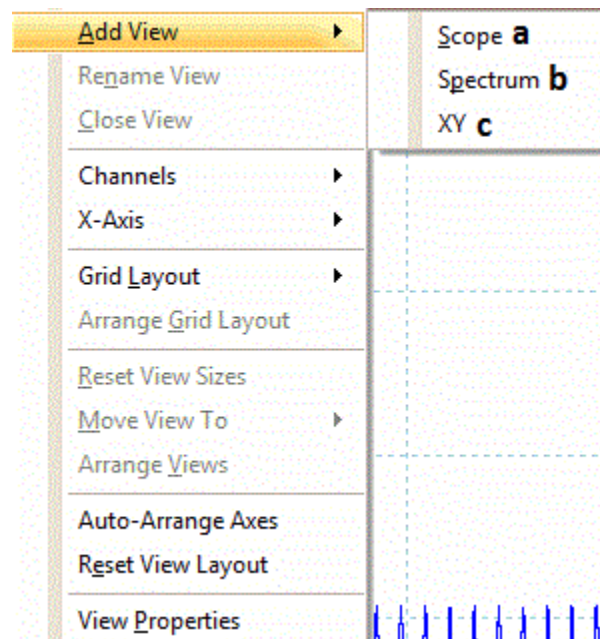 Add View
Scope a
Rename View
Spectrum b
Close View
XY c
Channels
X-Axis
Grid Layout
Arrange Grid Layout
Reset View Sizes
Move View To
Arrange Views
Auto-Arrange Axes
Reset View Layout
View Properties